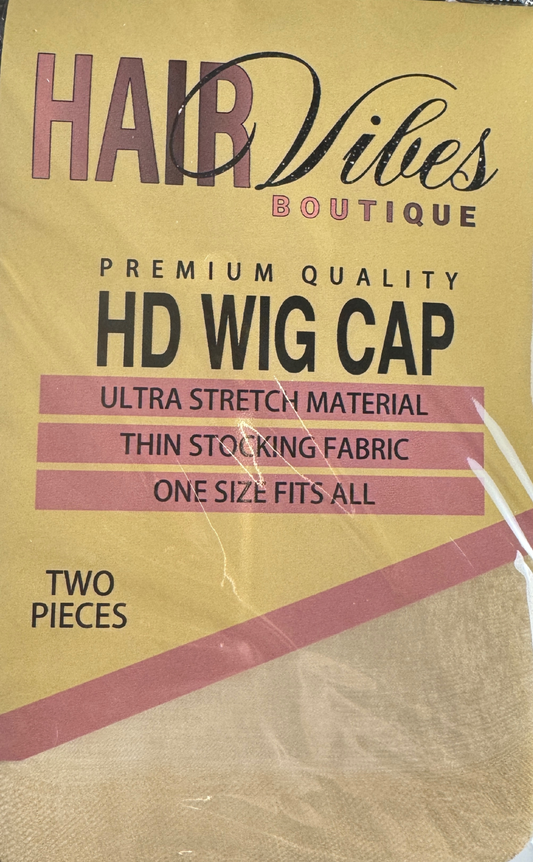 HAIR Vibes
BOUTIQUE
PREMIUM QUALITY
HD WIG CAP
ULTRA STRETCH MATERIAL
THIN STOCKING FABRIC
ONE SIZE FITS ALL
TWO
PIECES